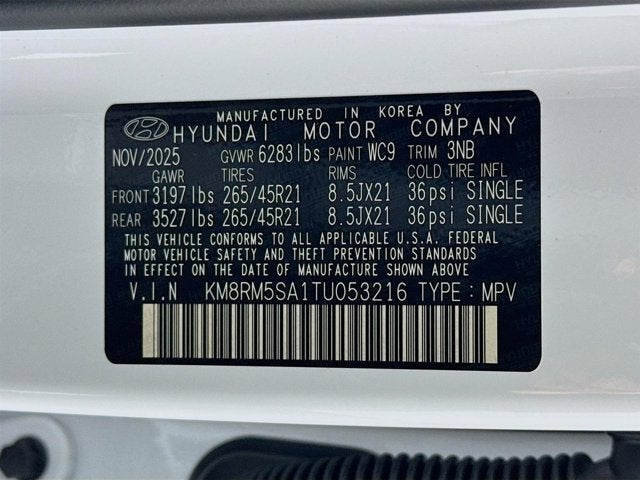 MANUFACTURED IN KOREA BY
HYUNDAI MOTOR COMPANY
NOV/2025 GVWR 6283lbs PAINT WC9 TRIM 3NB
GAWR TIRES RIMS COLD TIRE INFL
FRONT 3197lbs 265/45R21 8.5JX21 36psi SINGLE
REAR 3527lbs 265/45R21 8.5JX21 36psi SINGLE
THIS VEHICLE CONFORMS TO ALL APPLICABLE U.S.A. FEDERAL
MOTOR VEHICLE SAFETY AND THEFT PREVENTION STANDARDS
IN EFFECT ON THE DATE OF MANUFACTURE SHOWN ABOVE
V.I.N KM8RM5SA1TU053216 TYPE : MPV